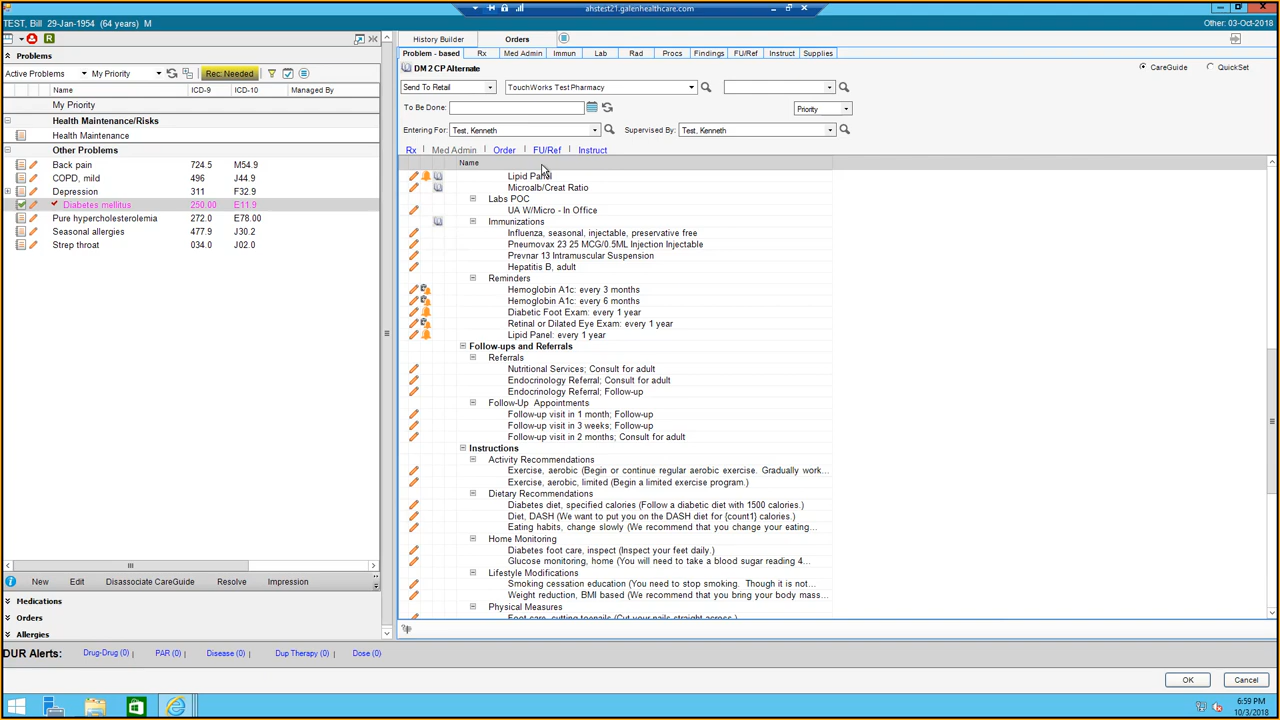 ahstest21.galenhealthcare.com
TEST, Bill 29-Jan-1954 (64 years) M
Other: 03-Oct-2018
Problems
Active Problems
My Priority
Rec: Needed
Name ICD-9 ICD-10 Managed By
My Priority
Health Maintenance/Risks
Health Maintenance
Other Problems
Back pain 724.5 M54.9
COPD, mild 496 J44.9
Depression 311 F32.9
Diabetes mellitus 250.00 E11.9
Pure hypercholesterolemia 272.0 E78.00
Seasonal allergies 477.9 J30.2
Strep throat 034.0 J02.0
New Edit Disassociate CareGuide Resolve Impression
Medications
Orders
Allergies
History Builder Orders
Problem - based Rx Med Admin Immun Lab Rad Procs Findings FU/Ref Instruct Supplies
DM 2 CP Alternate
CareGuide QuickSet
Send To Retail TouchWorks Test Pharmacy
To Be Done: Priority
Entering For: Test, Kenneth Supervised By: Test, Kenneth
Rx Med Admin Order FU/Ref Instruct
Name
Lipid Panel
Microalb/Creat Ratio
Labs POC
UA W/Micro - In Office
Immunizations
Influenza, seasonal, injectable, preservative free
Pneumovax 23 25 MCG/0.5ML Injection Injectable
Prevnar 13 Intramuscular Suspension
Hepatitis B, adult
Reminders
Hemoglobin A1c: every 3 months
Hemoglobin A1c: every 6 months
Diabetic Foot Exam: every 1 year
Retinal or Dilated Eye Exam: every 1 year
Lipid Panel: every 1 year
Follow-ups and Referrals
Referrals
Nutritional Services; Consult for adult
Endocrinology Referral; Consult for adult
Endocrinology Referral; Follow-up
Follow-Up Appointments
Follow-up visit in 1 month; Follow-up
Follow-up visit in 3 weeks; Follow-up
Follow-up visit in 2 months; Consult for adult
Instructions
Activity Recommendations
Exercise, aerobic (Begin or continue regular aerobic exercise. Gradually work...
Exercise, aerobic, limited (Begin a limited exercise program.)
Dietary Recommendations
Diabetes diet, specified calories (Follow a diabetic diet with 1500 calories.)
Diet, DASH (We want to put you on the DASH diet for {count1} calories.)
Eating habits, change slowly (We recommend that you change your eating...
Home Monitoring
Diabetes foot care, inspect (Inspect your feet daily.)
Glucose monitoring, home (You will need to take a blood sugar reading 4...
Lifestyle Modifications
Smoking cessation education (You need to stop smoking. Though it is not...
Weight reduction, BMI based (We recommend that you bring your body mass...
Physical Measures
Foot care, cutting toenails (Cut your nails straight across.)
DUR Alerts: Drug-Drug (0) PAR (0) Disease (0) Dup Therapy (0) Dose (0)
OK Cancel
6:59 PM
10/3/2018